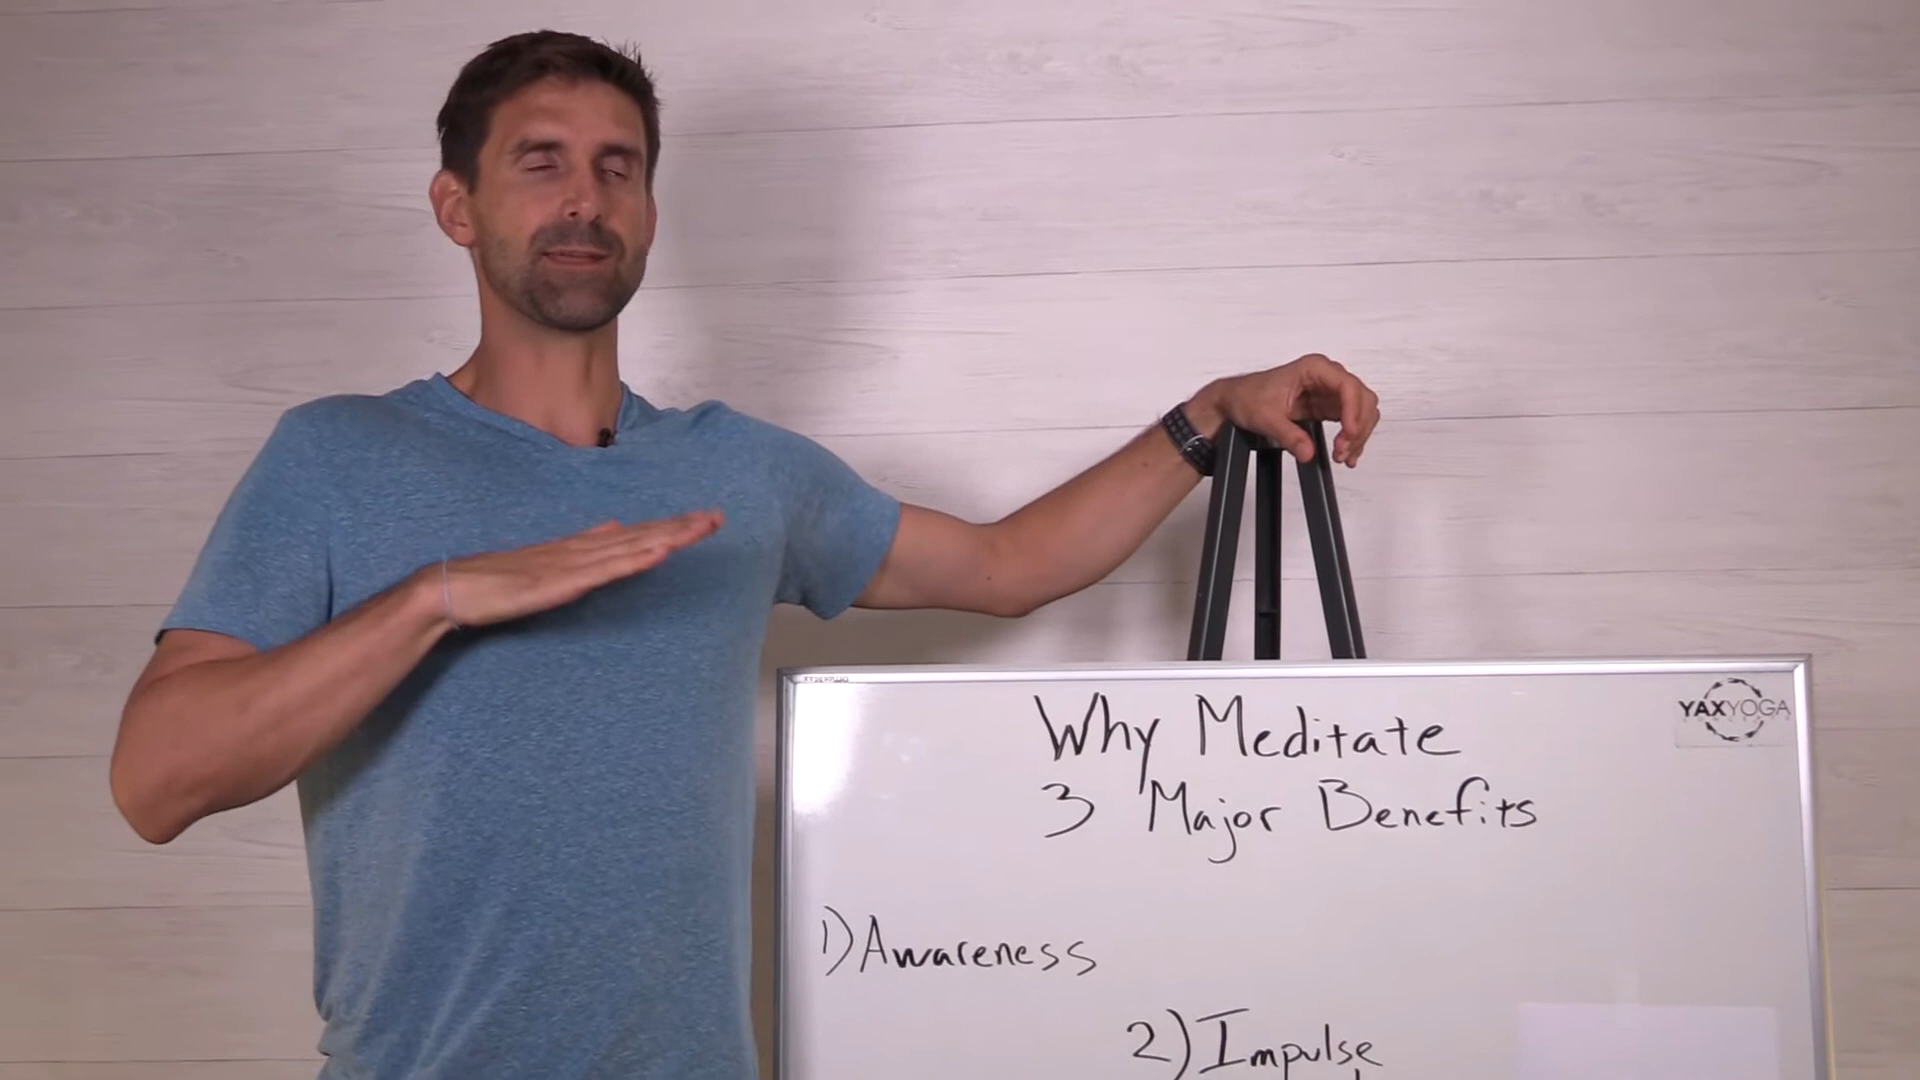 YAXYOGA
Why Meditate
3 Major Benefits
1) Awareness
2) Impulse